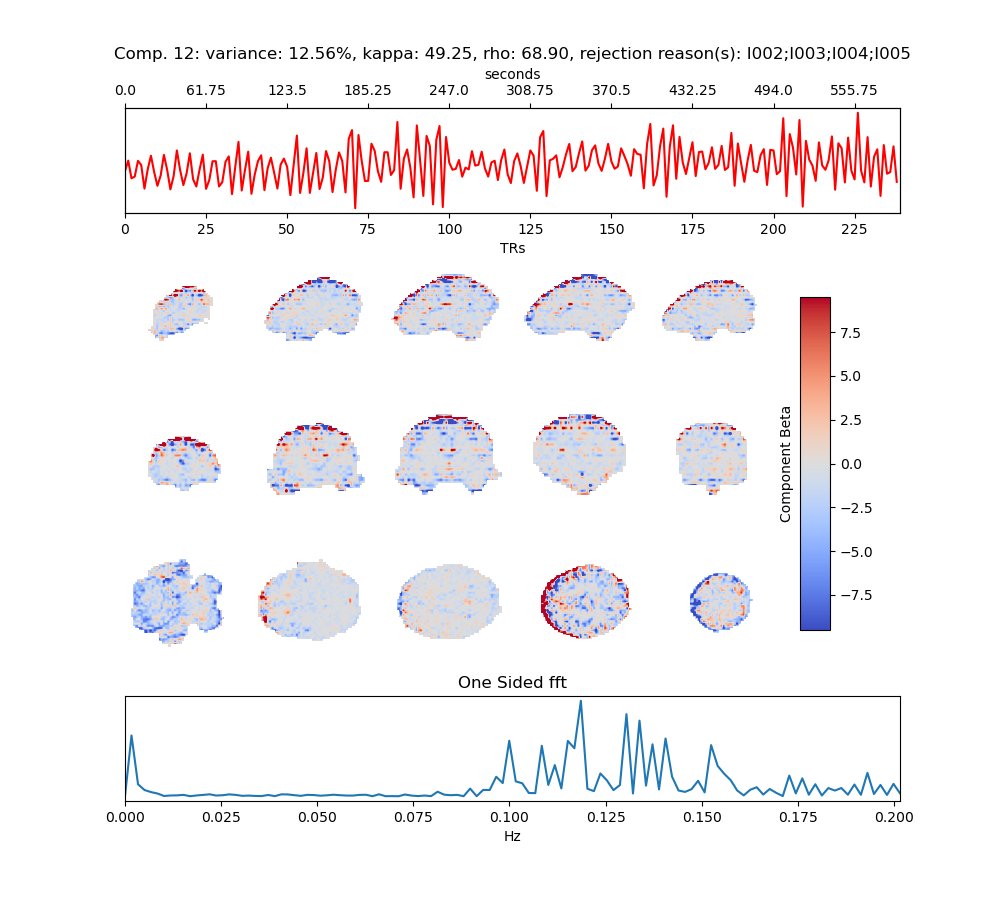 Comp. 12: variance: 12.56%, kappa: 49.25, rho: 68.90, rejection reason(s): I002;I003;I004;I005
seconds
0.0 61.75 123.5 185.25 247.0 308.75 370.5 432.25 494.0 555.75
0 25 50 75 100 125 150 175 200 225
TRs
7.5
5.0
2.5
0.0
−2.5
−5.0
−7.5
Component Beta
One Sided fft
0.000 0.025 0.050 0.075 0.100 0.125 0.150 0.175 0.200
Hz